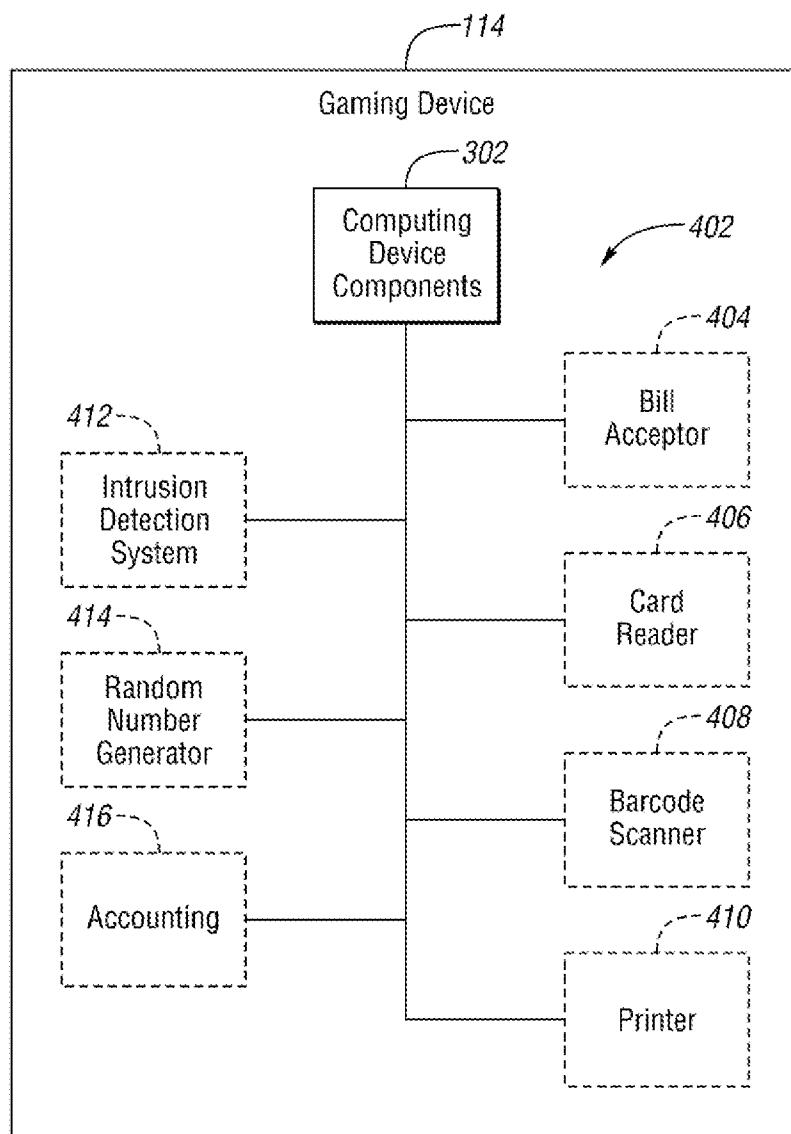 114
Gaming Device
302
Computing
Device
Components
402
404
Bill
Acceptor
412
Intrusion
Detection
System
406
Card
Reader
414
Random
Number
Generator
408
Barcode
Scanner
416
Accounting
410
Printer